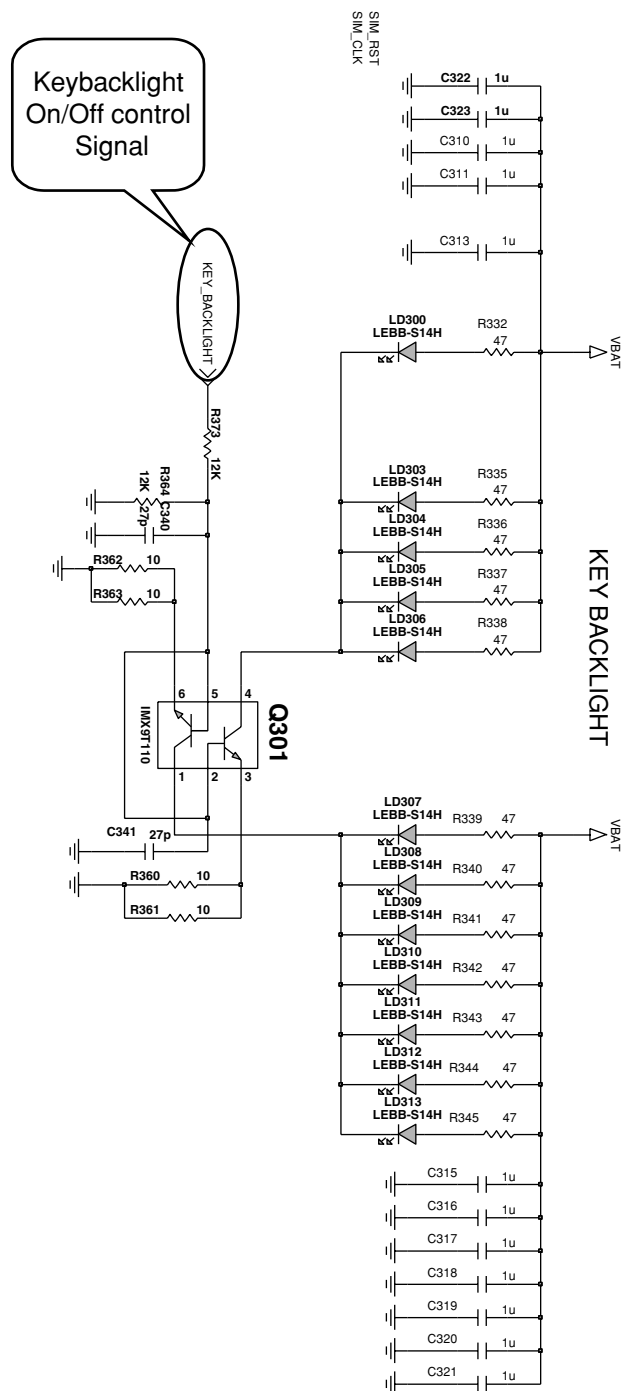 Keybacklight
On/Off control
Signal
SIM_RST
SIM_CLK
C322 1u
C323 1u
C310 1u
C311 1u
C313 1u
KEY_BACKLIGHT
R373
12K
R364
12K
C340
27p
R362 10
R363 10
LD300
LEBB-S14H
R332
47
VBAT
LD303
LEBB-S14H
R335
47
LD304
LEBB-S14H
R336
47
LD305
LEBB-S14H
R337
47
LD306
LEBB-S14H
R338
47
KEY BACKLIGHT
6 5 4
Q301
IMX9T110
1 2 3
C341 27p
R360 10
R361 10
VBAT
LD307
LEBB-S14H
R339 47
LD308
LEBB-S14H
R340 47
LD309
LEBB-S14H
R341 47
LD310
LEBB-S14H
R342 47
LD311
LEBB-S14H
R343 47
LD312
LEBB-S14H
R344 47
LD313
LEBB-S14H
R345 47
C315 1u
C316 1u
C317 1u
C318 1u
C319 1u
C320 1u
C321 1u